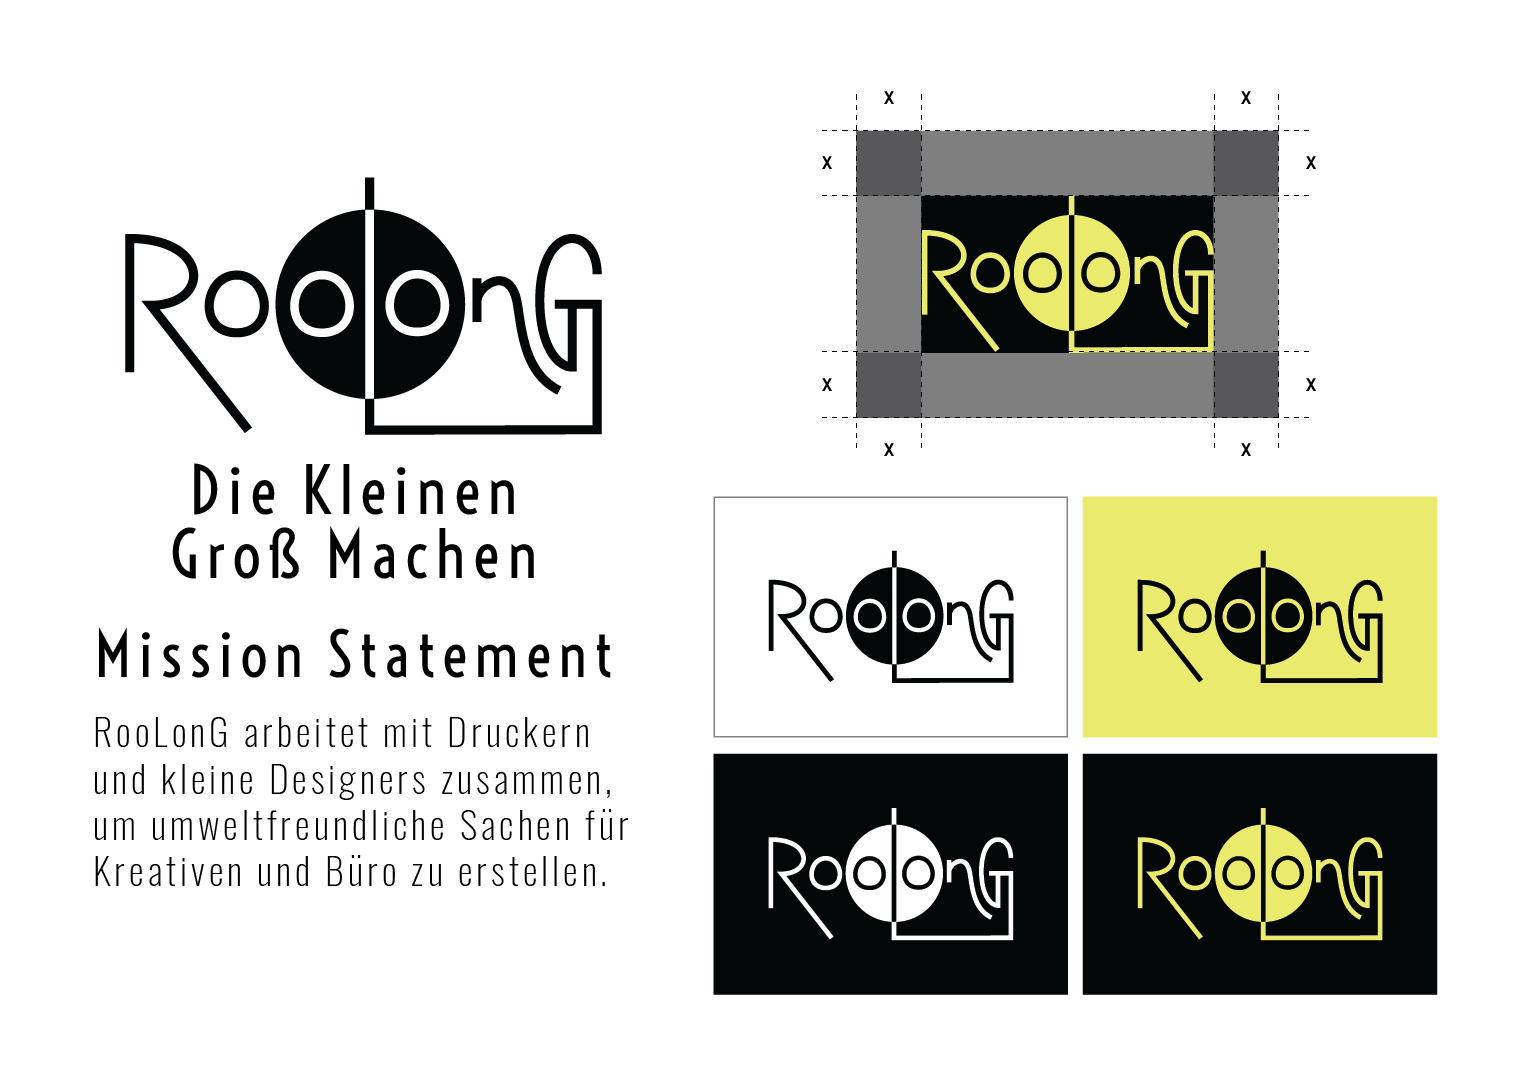 RooLonG
Die Kleinen
Groß Machen
Mission Statement
RooLonG arbeitet mit Druckern
und kleine Designers zusammen,
um umweltfreundliche Sachen für
Kreativen und Büro zu erstellen.
X X
X X
RooLonG
X X
X X
RooLonG RooLonG
RooLonG RooLonG